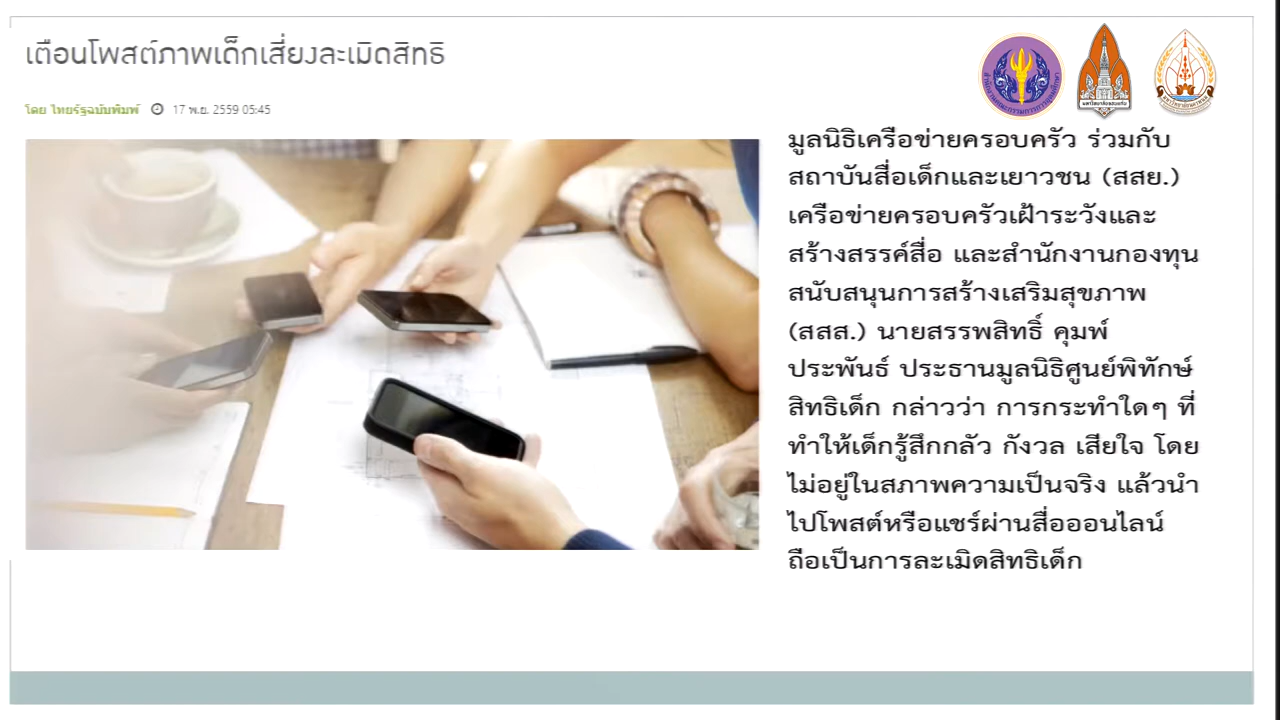 เตือนโพสต์ภาพเด็กเสี่ยงละเมิดสิทธิ
โดย ไทยรัฐฉบับพิมพ์ 17 พ.ย. 2559 05:45
มูลนิธิเครือข่ายครอบครัว ร่วมกับ
สถาบันสื่อเด็กและเยาวชน (สสย.)
เครือข่ายครอบครัวเฝ้าระวังและ
สร้างสรรค์สื่อ และสำนักงานกองทุน
สนับสนุนการสร้างเสริมสุขภาพ
(สสส.) นายสรรพสิทธิ์ คุมพ์
ประพันธ์ ประธานมูลนิธิศูนย์พิทักษ์
สิทธิเด็ก กล่าวว่า การกระทำใดๆ ที่
ทำให้เด็กรู้สึกกลัว กังวล เสียใจ โดย
ไม่อยู่ในสภาพความเป็นจริง แล้วนำ
ไปโพสต์หรือแชร์ผ่านสื่อออนไลน์
ถือเป็นการละเมิดสิทธิเด็ก